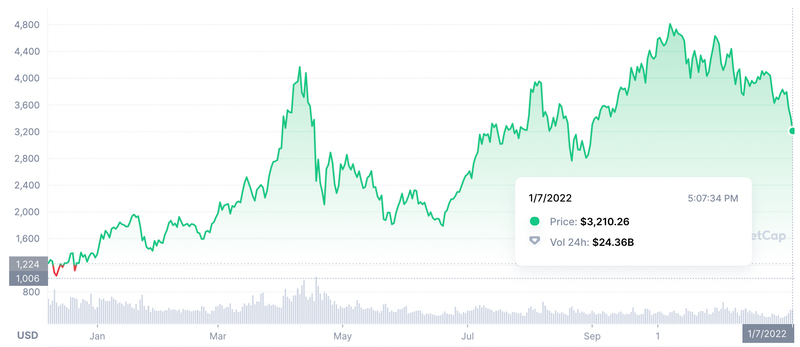 4,800
4,400
4,000
3,600
3,200
2,800
2,400
2,000
1,600
1,224
1,006
800
1/7/2022 5:07:34 PM
Price: $3,210.26
Vol 24h: $24.36B
etCap
USD Jan Mar May Jul Sep 1 1/7/2022